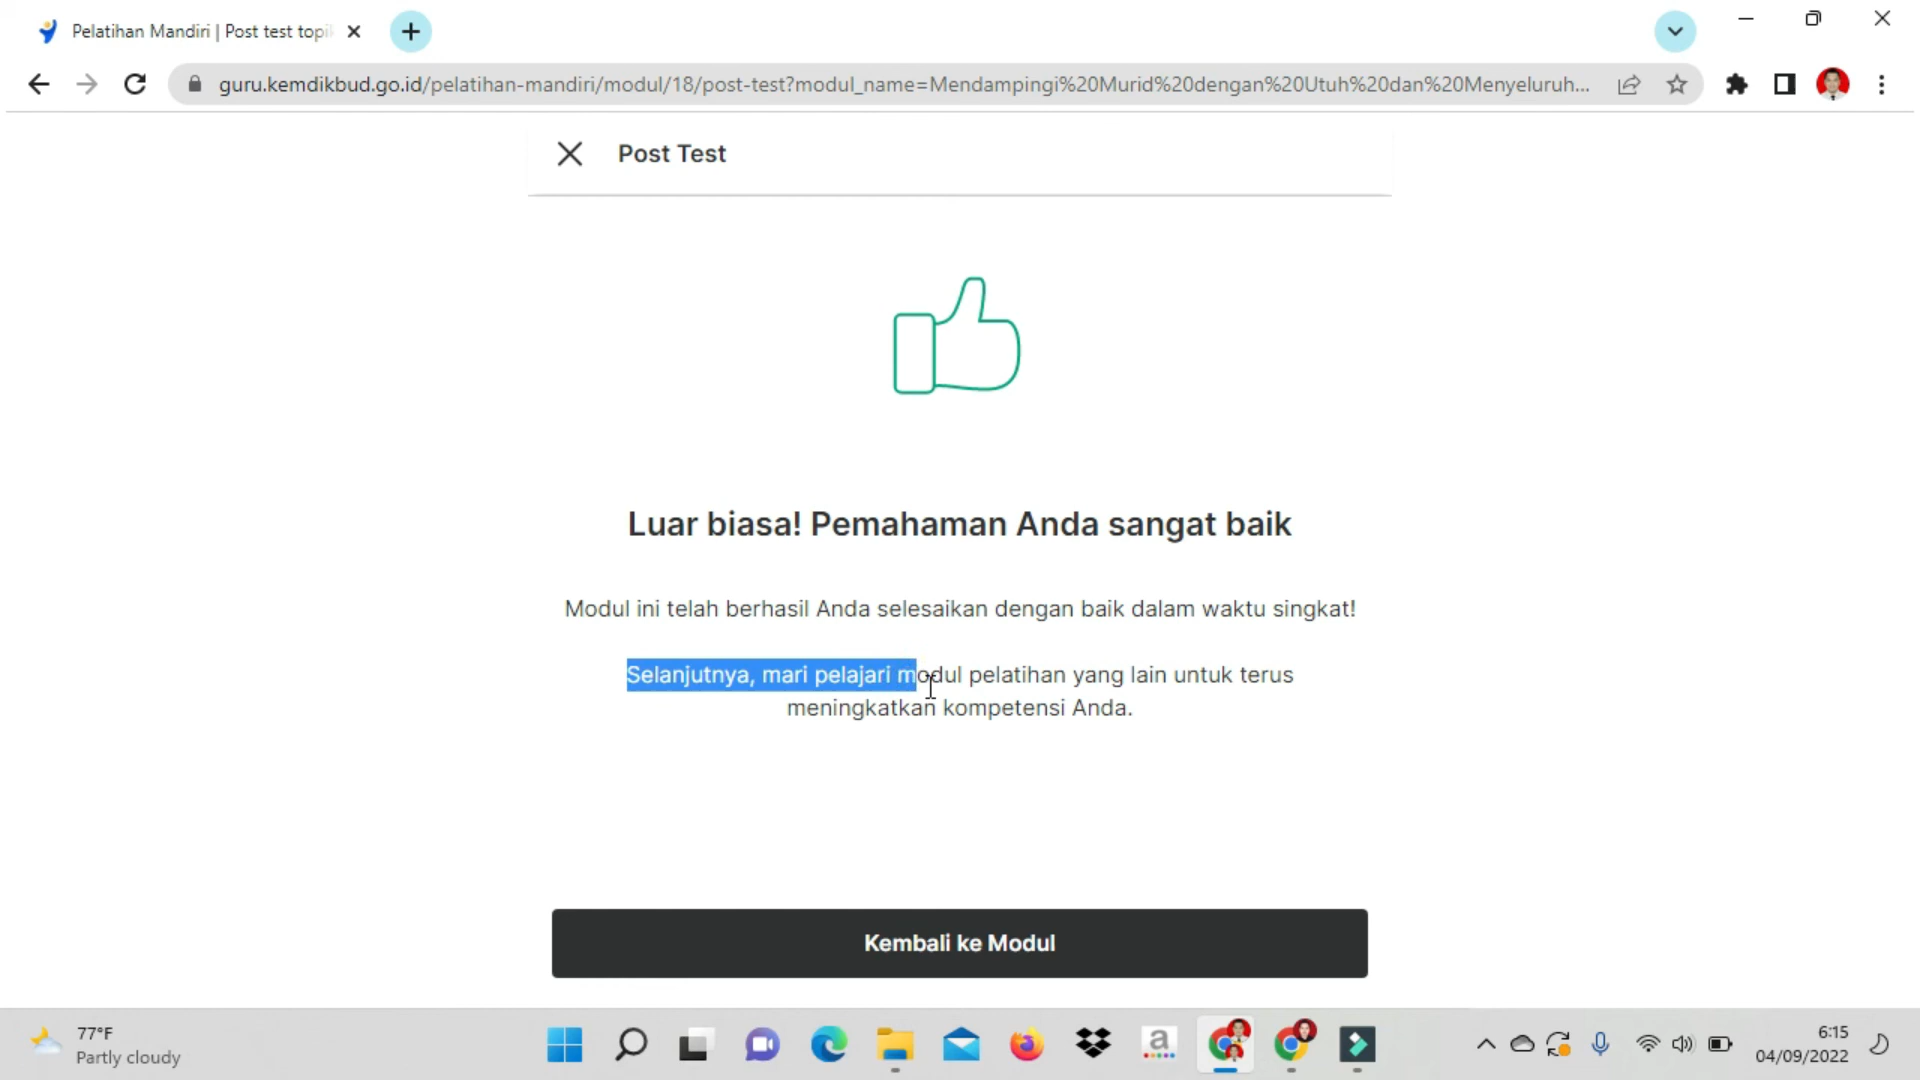 Pelatihan Mandiri | Post test topi
guru.kemdikbud.go.id/pelatihan-mandiri/modul/18/post-test?modul_name=Mendampingi%20Murid%20dengan%20Utuh%20dan%20Menyeluruh...
Post Test
Luar biasa! Pemahaman Anda sangat baik
Modul ini telah berhasil Anda selesaikan dengan baik dalam waktu singkat!
Selanjutnya, mari pelajari modul pelatihan yang lain untuk terus
meningkatkan kompetensi Anda.
Kembali ke Modul
77°F
Partly cloudy
a
6:15
04/09/2022